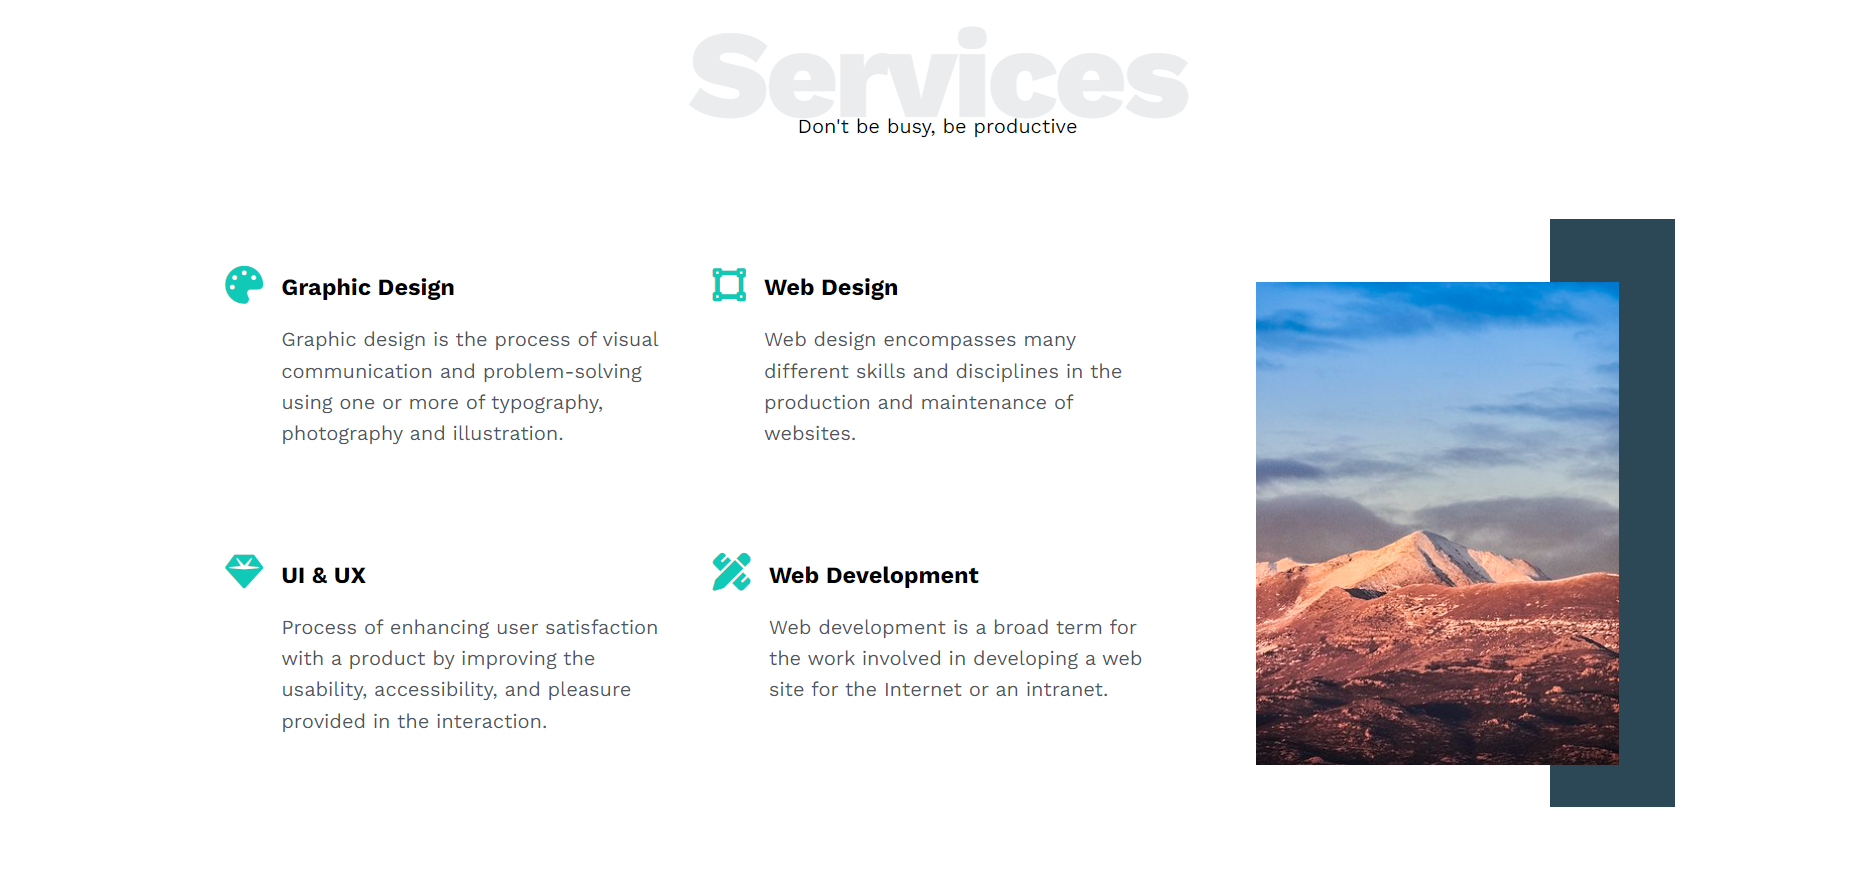 Services
Don't be busy, be productive
Graphic Design
Graphic design is the process of visual
communication and problem-solving
using one or more of typography,
photography and illustration.
Web Design
Web design encompasses many
different skills and disciplines in the
production and maintenance of
websites.
UI & UX
Process of enhancing user satisfaction
with a product by improving the
usability, accessibility, and pleasure
provided in the interaction.
Web Development
Web development is a broad term for
the work involved in developing a web
site for the Internet or an intranet.